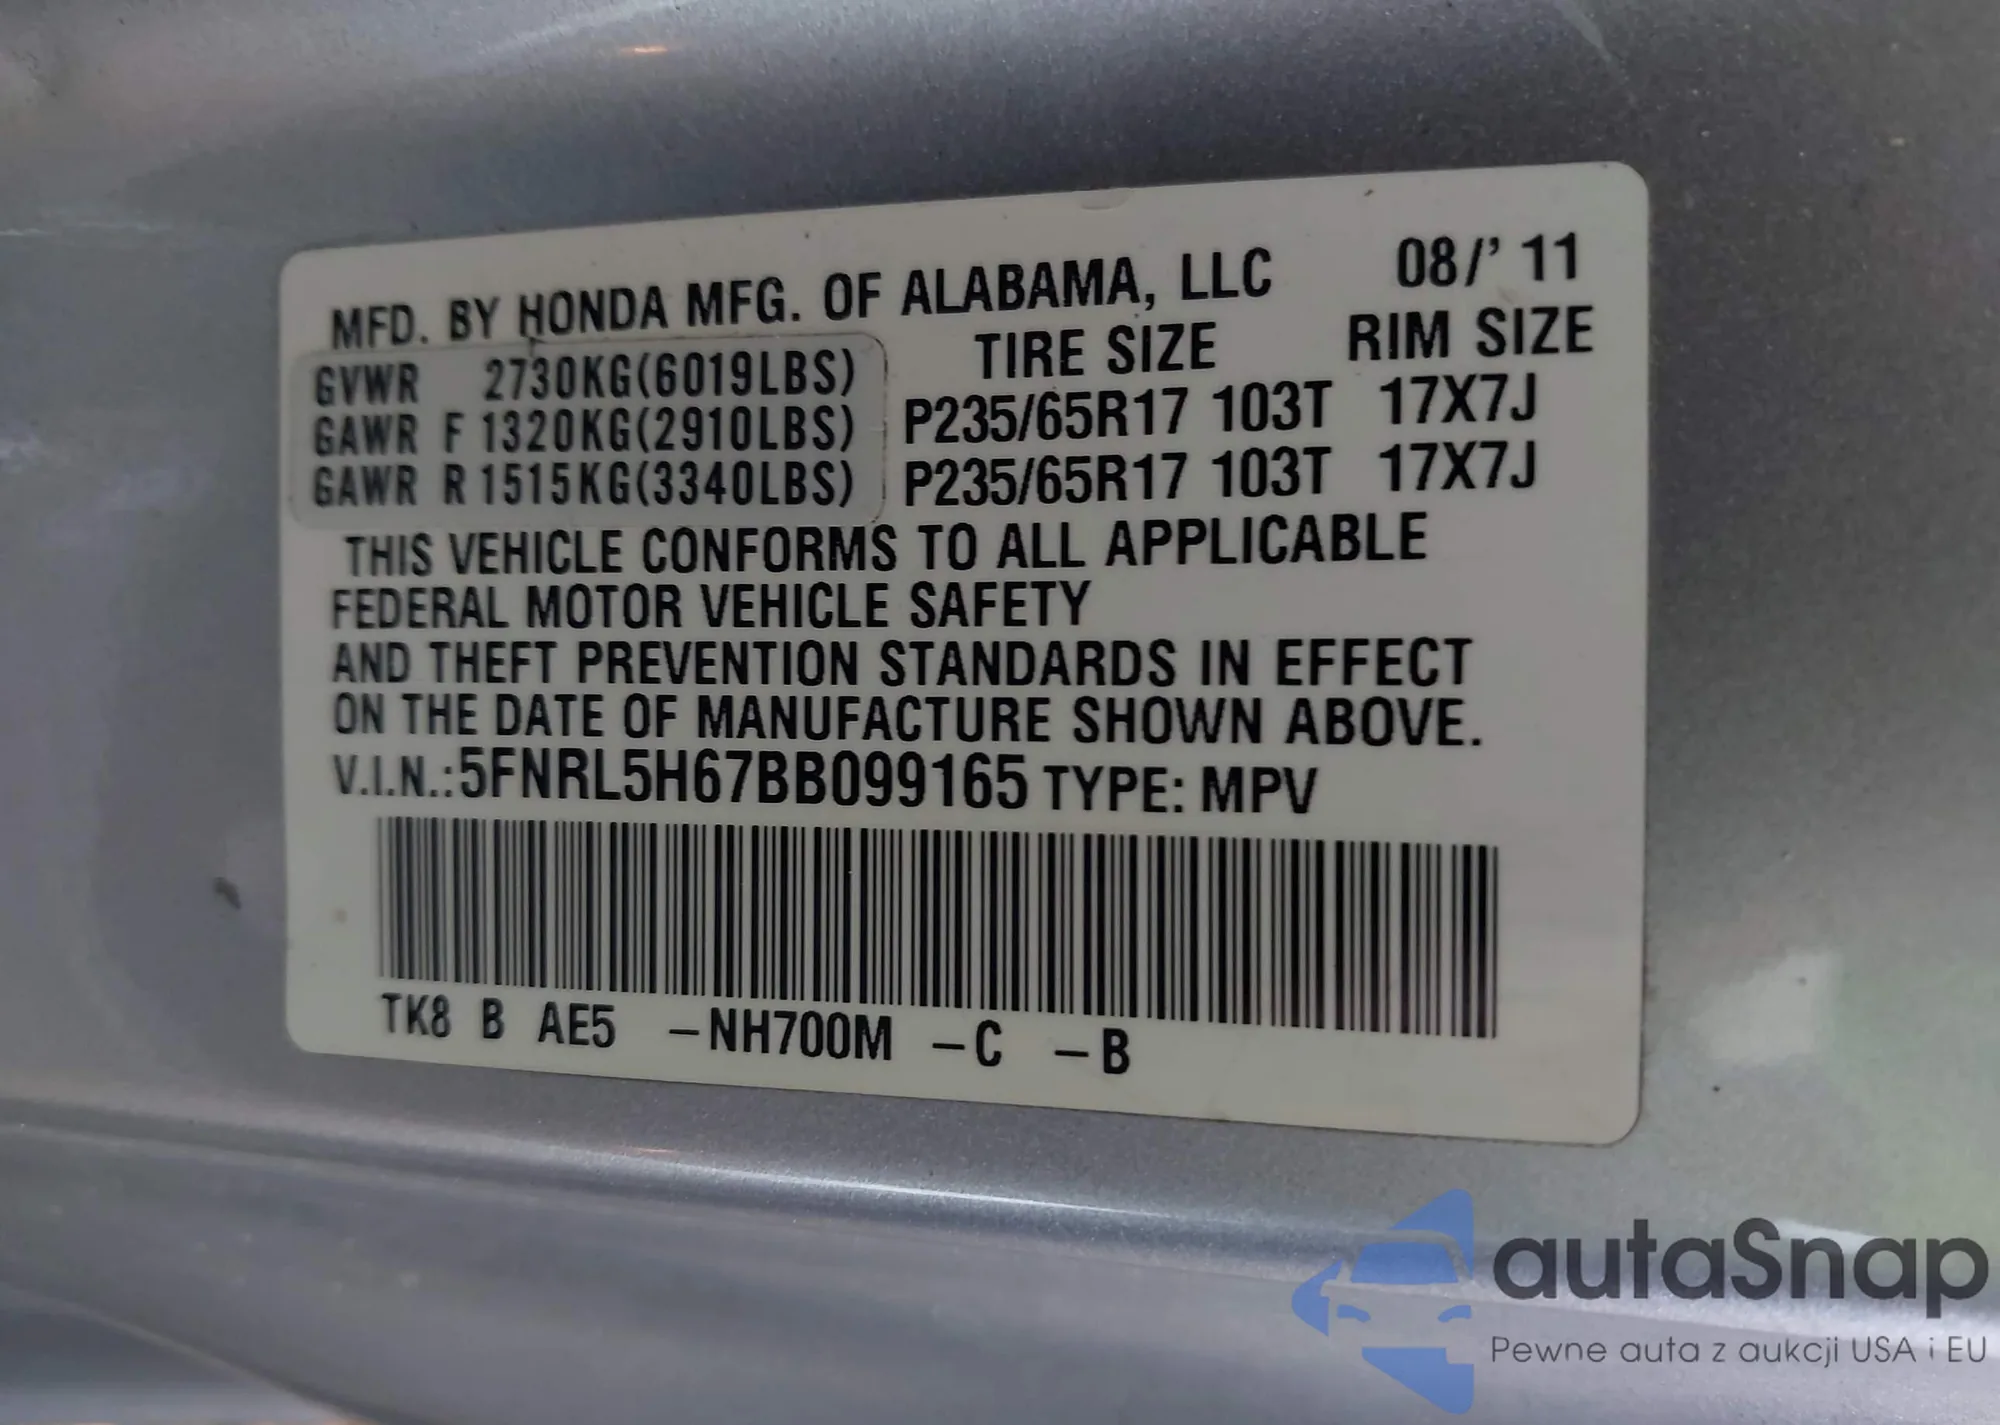 MFD. BY HONDA MFG. OF ALABAMA, LLC 08/' 11
TIRE SIZE RIM SIZE
GVWR 2730KG(6019LBS)
GAWR F 1320KG(2910LBS) P235/65R17 103T 17X7J
GAWR R 1515KG(3340LBS) P235/65R17 103T 17X7J
THIS VEHICLE CONFORMS TO ALL APPLICABLE
FEDERAL MOTOR VEHICLE SAFETY
AND THEFT PREVENTION STANDARDS IN EFFECT
ON THE DATE OF MANUFACTURE SHOWN ABOVE.
V.I.N.:5FNRL5H67BB099165 TYPE: MPV
TK8 B AE5 –NH700M –C –B
autaSnap
Pewne auta z aukcji USA i EU